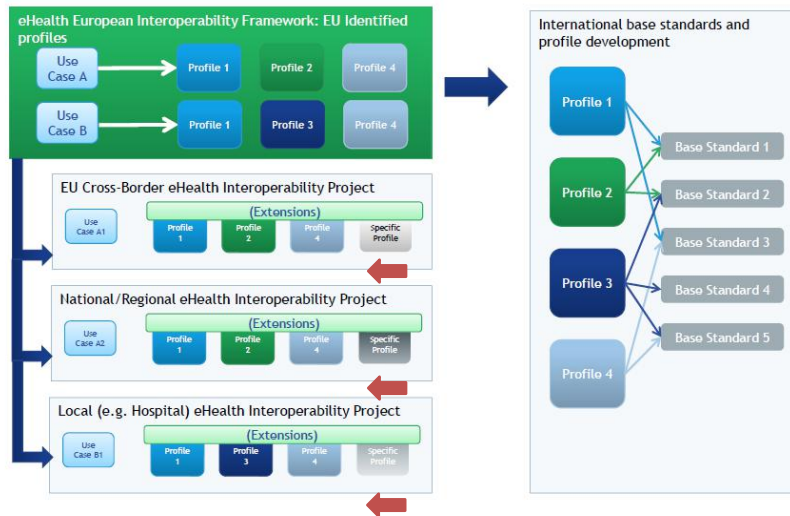 eHealth European Interoperability Framework: EU Identified
profiles
Use
Case A
Profile 1
Profile 2
Profile 4
Use
Case B
Profile 1
Profile 3
Profile 4
EU Cross-Border eHealth Interoperability Project
(Extensions)
Use
Case A1
Profile
1
Profile
2
Profile
4
Specific
Profile
National/Regional eHealth Interoperability Project
(Extensions)
Use
Case A2
Profile
1
Profile
2
Profile
4
Specific
Profile
Local (e.g. Hospital) eHealth Interoperability Project
(Extensions)
Use
Case B1
Profile
1
Profile
3
Profile
4
Specific
Profile
International base standards and
profile development
Profile 1
Profile 2
Profile 3
Profile 4
Base Standard 1
Base Standard 2
Base Standard 3
Base Standard 4
Base Standard 5